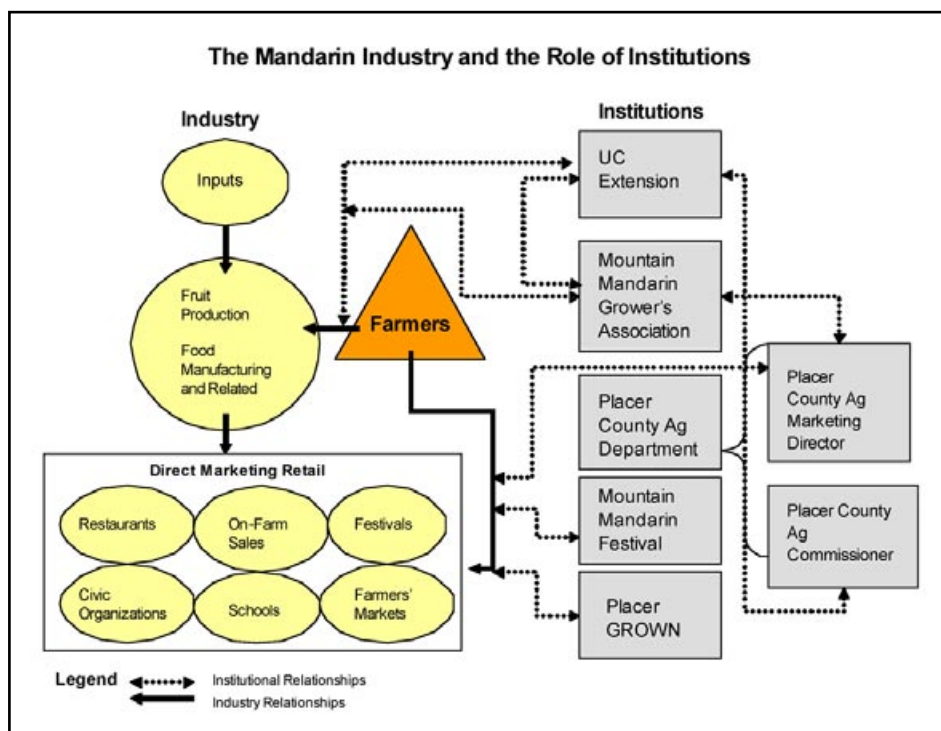 The Mandarin Industry and the Role of Institutions
Industry
Institutions
Inputs
UC
Extension
Fruit
Production
Food
Manufacturing
and Related
Farmers
Mountain
Mandarin
Grower's
Association
Placer
County Ag
Marketing
Director
Placer
County Ag
Department
Direct Marketing Retail
Restaurants
On-Farm
Sales
Festivals
Civic
Organizations
Schools
Farmers'
Markets
Mountain
Mandarin
Festival
Placer County
Ag
Commissioner
Placer
GROWN
Legend
Institutional Relationships
Industry Relationships